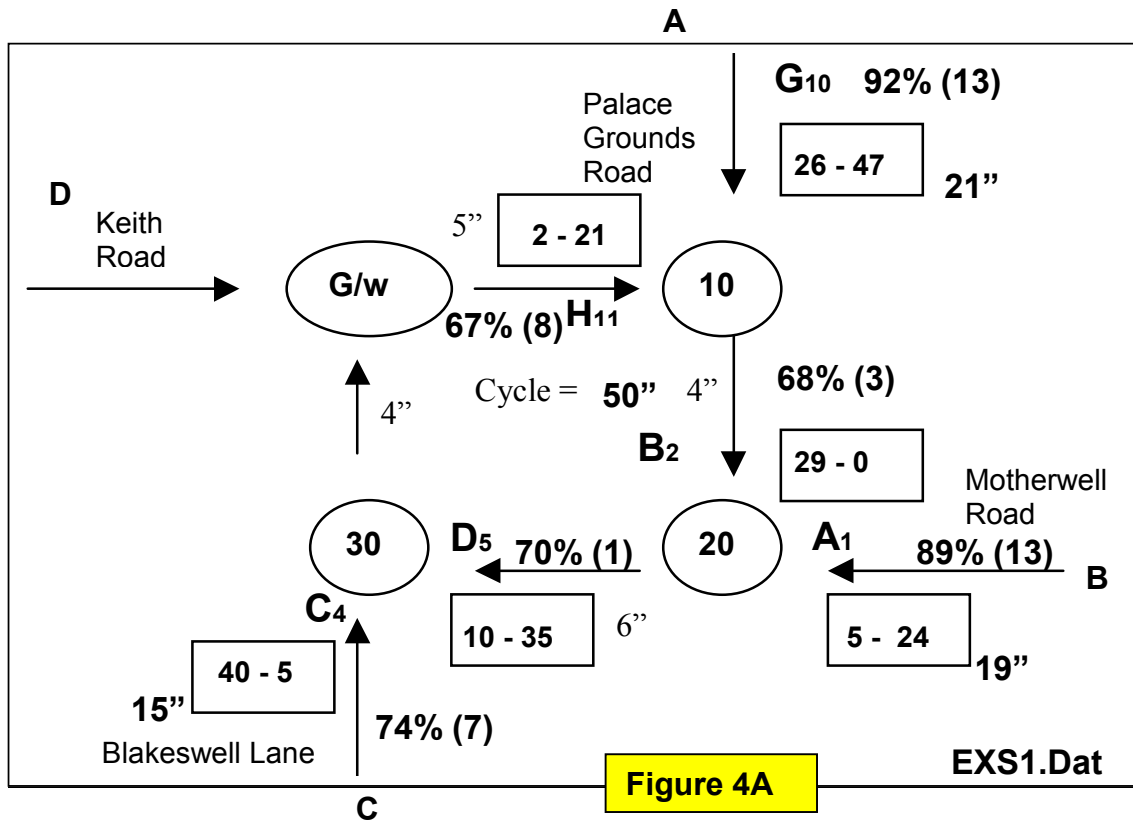 A
G10 92% (13)
Palace
Grounds
Road
26 - 47
21”
D
Keith
Road
5”
2 - 21
G/w
10
67% (8) H11
Cycle = 50”
4”
68% (3)
4”
B2
29 - 0
Motherwell
Road
30
D5
70% (1)
20
A1
89% (13)
B
C4
10 - 35
6”
5 - 24
19”
40 - 5
15”
74% (7)
Blakeswell Lane
EXS1.Dat
Figure 4A
C